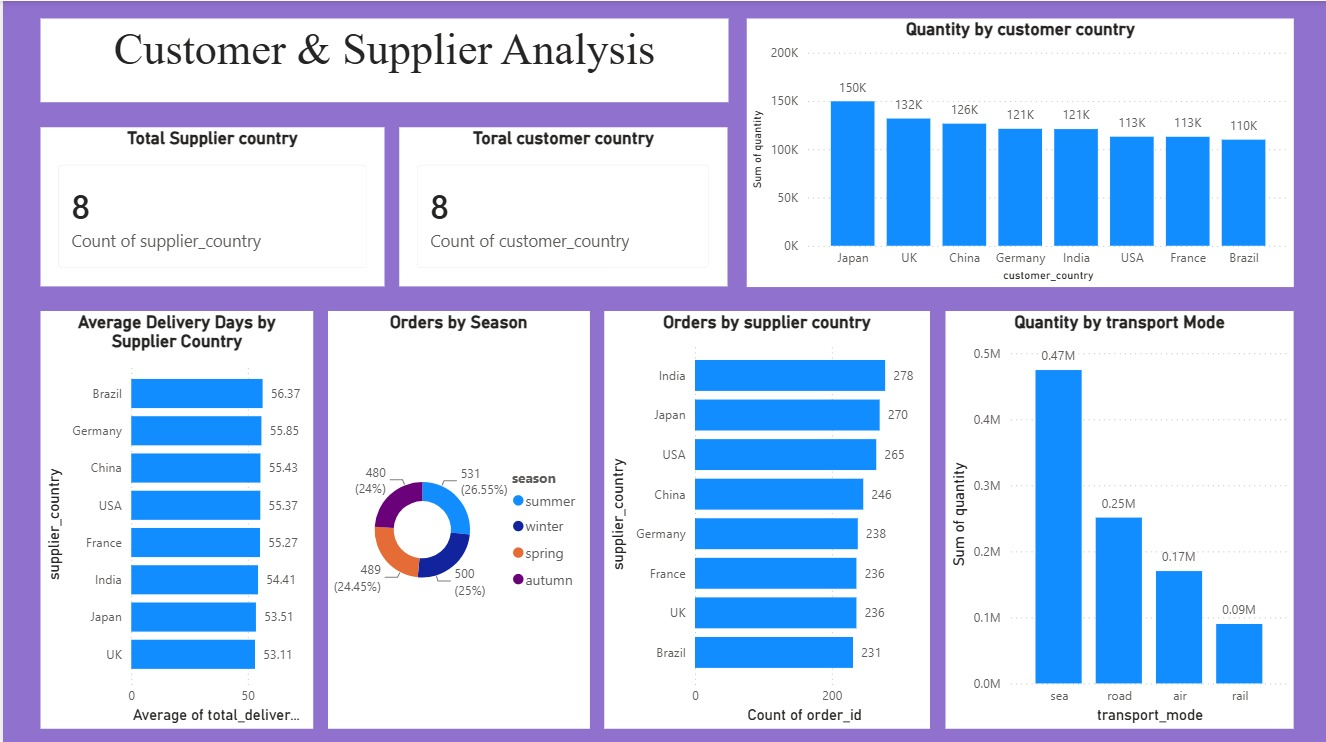 Customer & Supplier Analysis
Total Supplier country
8
Count of supplier_country
Toral customer country
8
Count of customer_country
Quantity by customer country
Sum of quantity
200K
150K
100K
50K
0K
150K
132K
126K
121K
121K
113K
113K
110K
Japan
UK
China
Germany
India
USA
France
Brazil
customer_country
Average Delivery Days by
Supplier Country
supplier_country
Brazil 56.37
Germany 55.85
China 55.43
USA 55.37
France 55.27
India 54.41
Japan 53.51
UK 53.11
0 50
Average of total_deliver...
Orders by Season
480
(24%)
531
(26.55%)
489
(24.45%)
500
(25%)
season
summer
winter
spring
autumn
Orders by supplier country
supplier_country
India 278
Japan 270
USA 265
China 246
Germany 238
France 236
UK 236
Brazil 231
0 200
Count of order_id
Quantity by transport Mode
Sum of quantity
0.5M
0.4M
0.3M
0.2M
0.1M
0.0M
0.47M
0.25M
0.17M
0.09M
sea road air rail
transport_mode